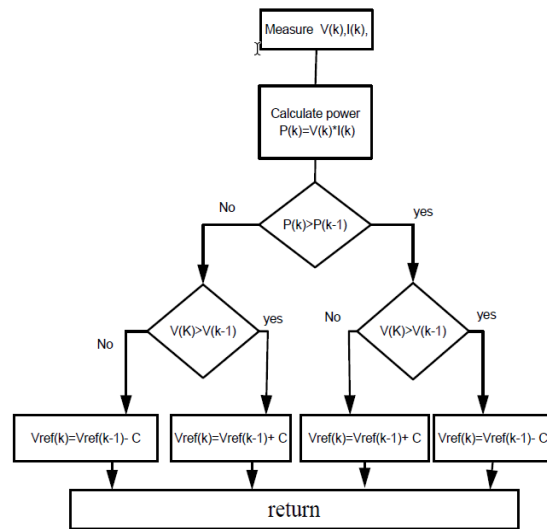 Measure V(k),I(k),
Calculate power
P(k)=V(k)*I(k)
No
P(k)>P(k-1)
yes
No
V(K)>V(k-1)
yes
No
V(K)>V(k-1)
yes
Vref(k)=Vref(k-1)- C
Vref(k)=Vref(k-1)+ C
Vref(k)=Vref(k-1)+ C
Vref(k)=Vref(k-1)- C
return